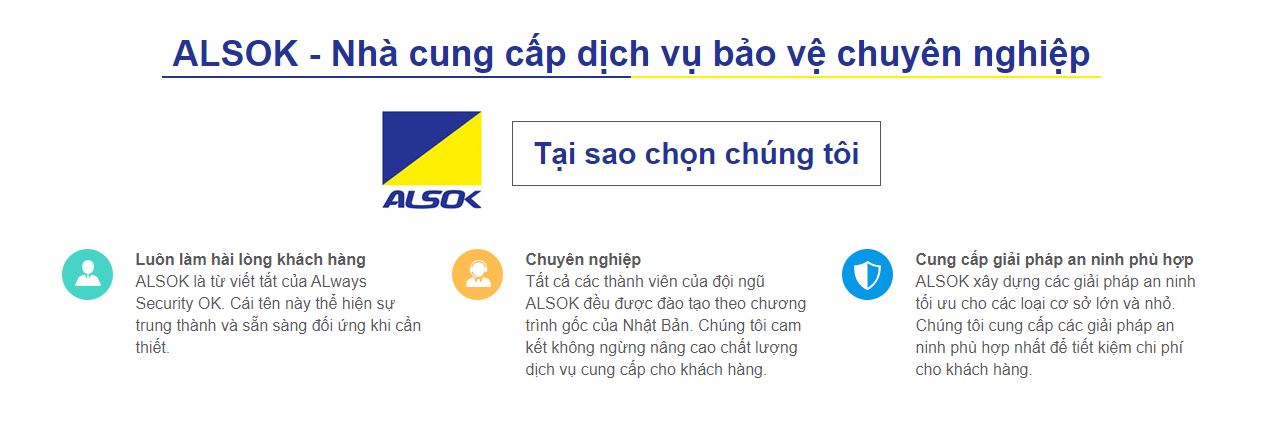 ALSOK - Nhà cung cấp dịch vụ bảo vệ chuyên nghiệp
ALSOK
Tại sao chọn chúng tôi
Luôn làm hài lòng khách hàng
ALSOK là từ viết tắt của ALways
Security OK. Cái tên này thể hiện sự
trung thành và sẵn sàng đối ứng khi cần
thiết.
Chuyên nghiệp
Tất cả các thành viên của đội ngũ
ALSOK đều được đào tạo theo chương
trình gốc của Nhật Bản. Chúng tôi cam
kết không ngừng nâng cao chất lượng
dịch vụ cung cấp cho khách hàng.
Cung cấp giải pháp an ninh phù hợp
ALSOK xây dựng các giải pháp an ninh
tối ưu cho các loại cơ sở lớn và nhỏ.
Chúng tôi cung cấp các giải pháp an
ninh phù hợp nhất để tiết kiệm chi phí
cho khách hàng.